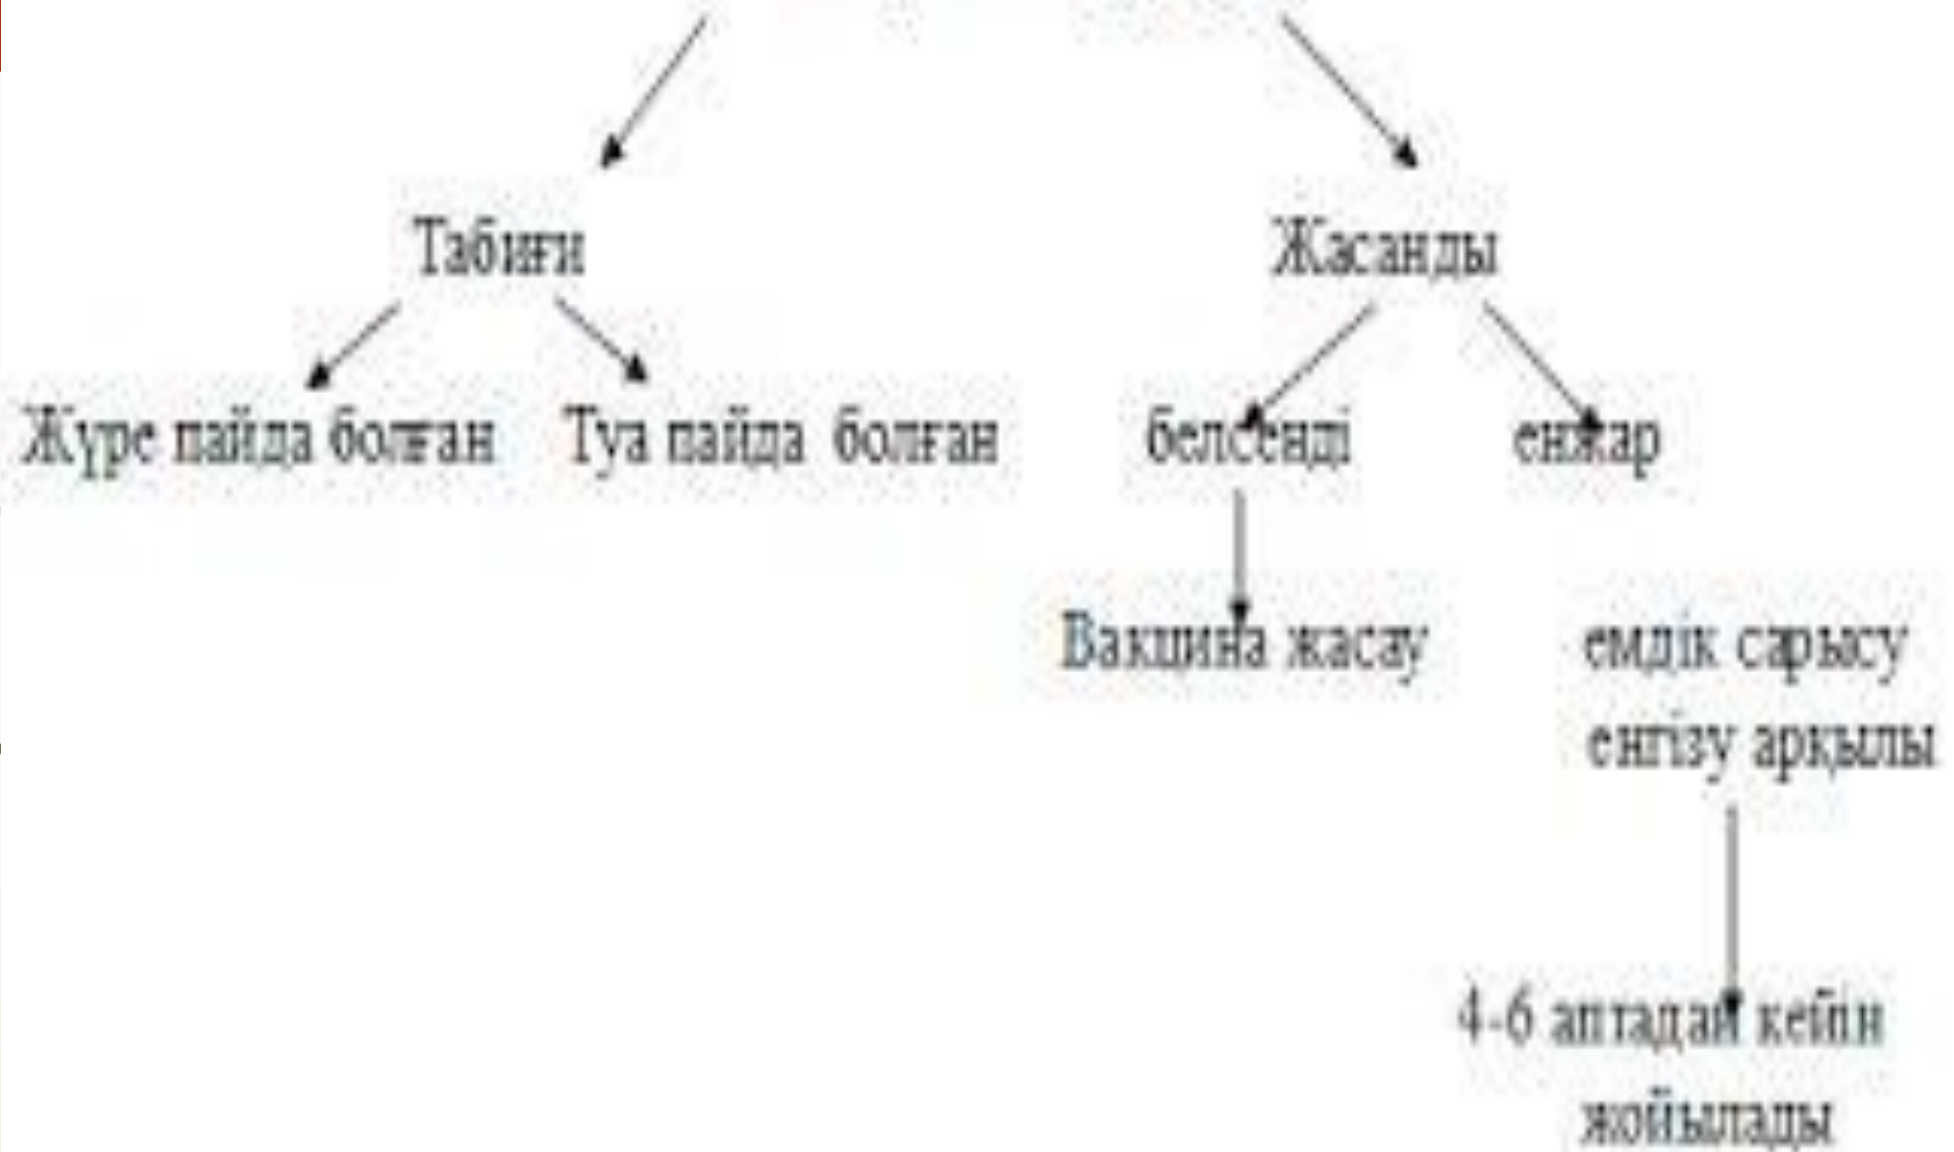 Табиғи Жасанды
Жүре пайда болған Туа пайда болған белсенді енжар
Вакцина жасау емдік сарысу
енгізу арқылы
4-6 аптадан кейін
жойылады